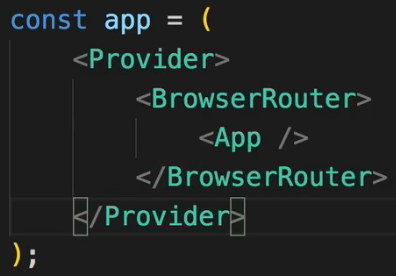 const app = (
<Provider>
<BrowserRouter>
<App />
</BrowserRouter>
</Provider>
);